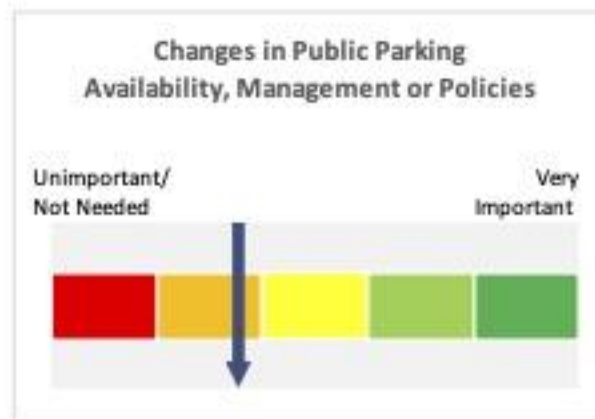 Changes in Public Parking
Availability, Management or Policies
Unimportant/
Not Needed
Very
Important